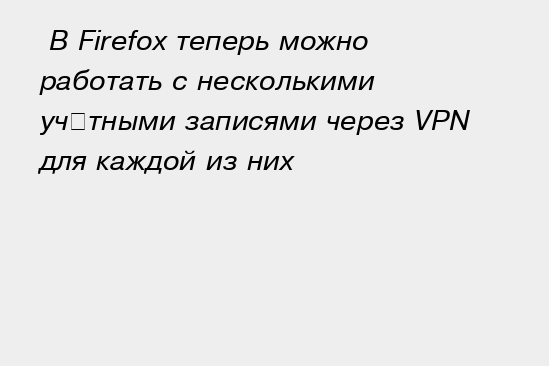 В Firefox теперь можно
работать с несколькими
уч□тными записями через VPN
для каждой из них